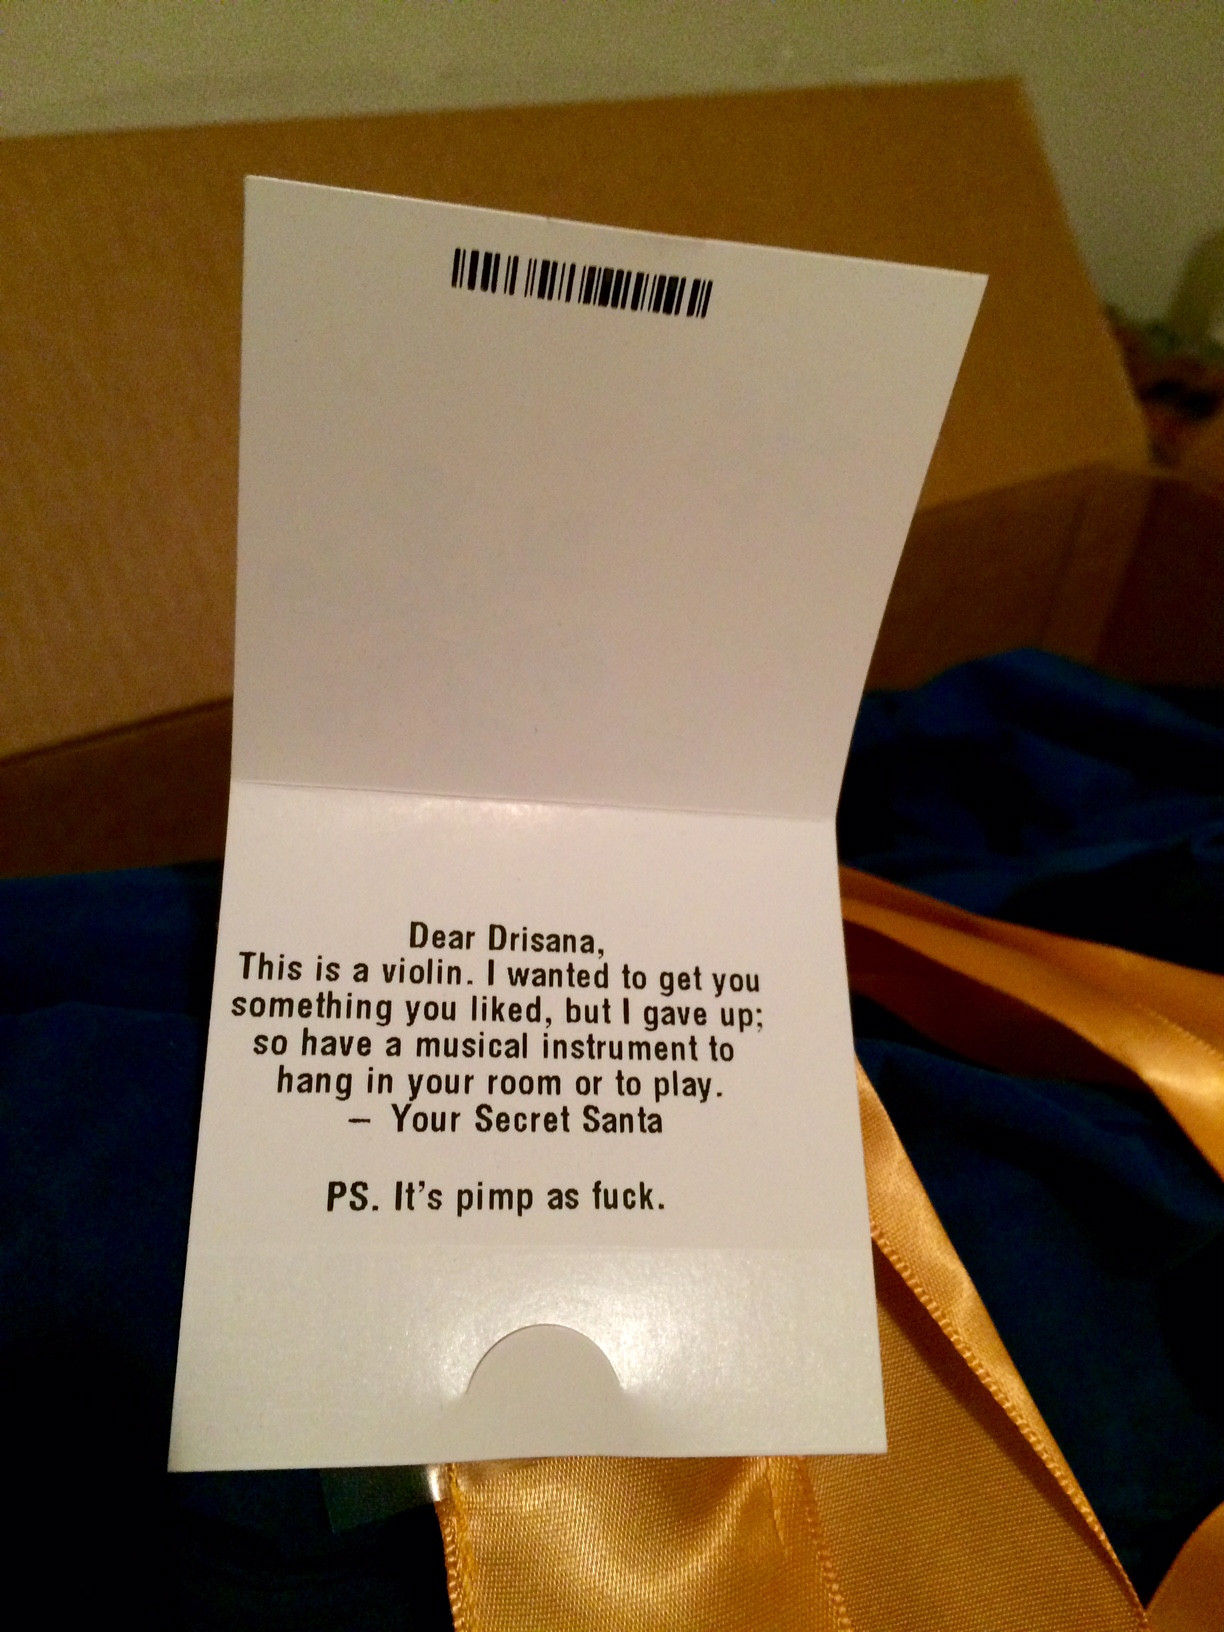 Dear Drisana,
This is a violin. I wanted to get you
something you liked, but I gave up;
so have a musical instrument to
hang in your room or to play.
– Your Secret Santa
PS. It's pimp as fuck.